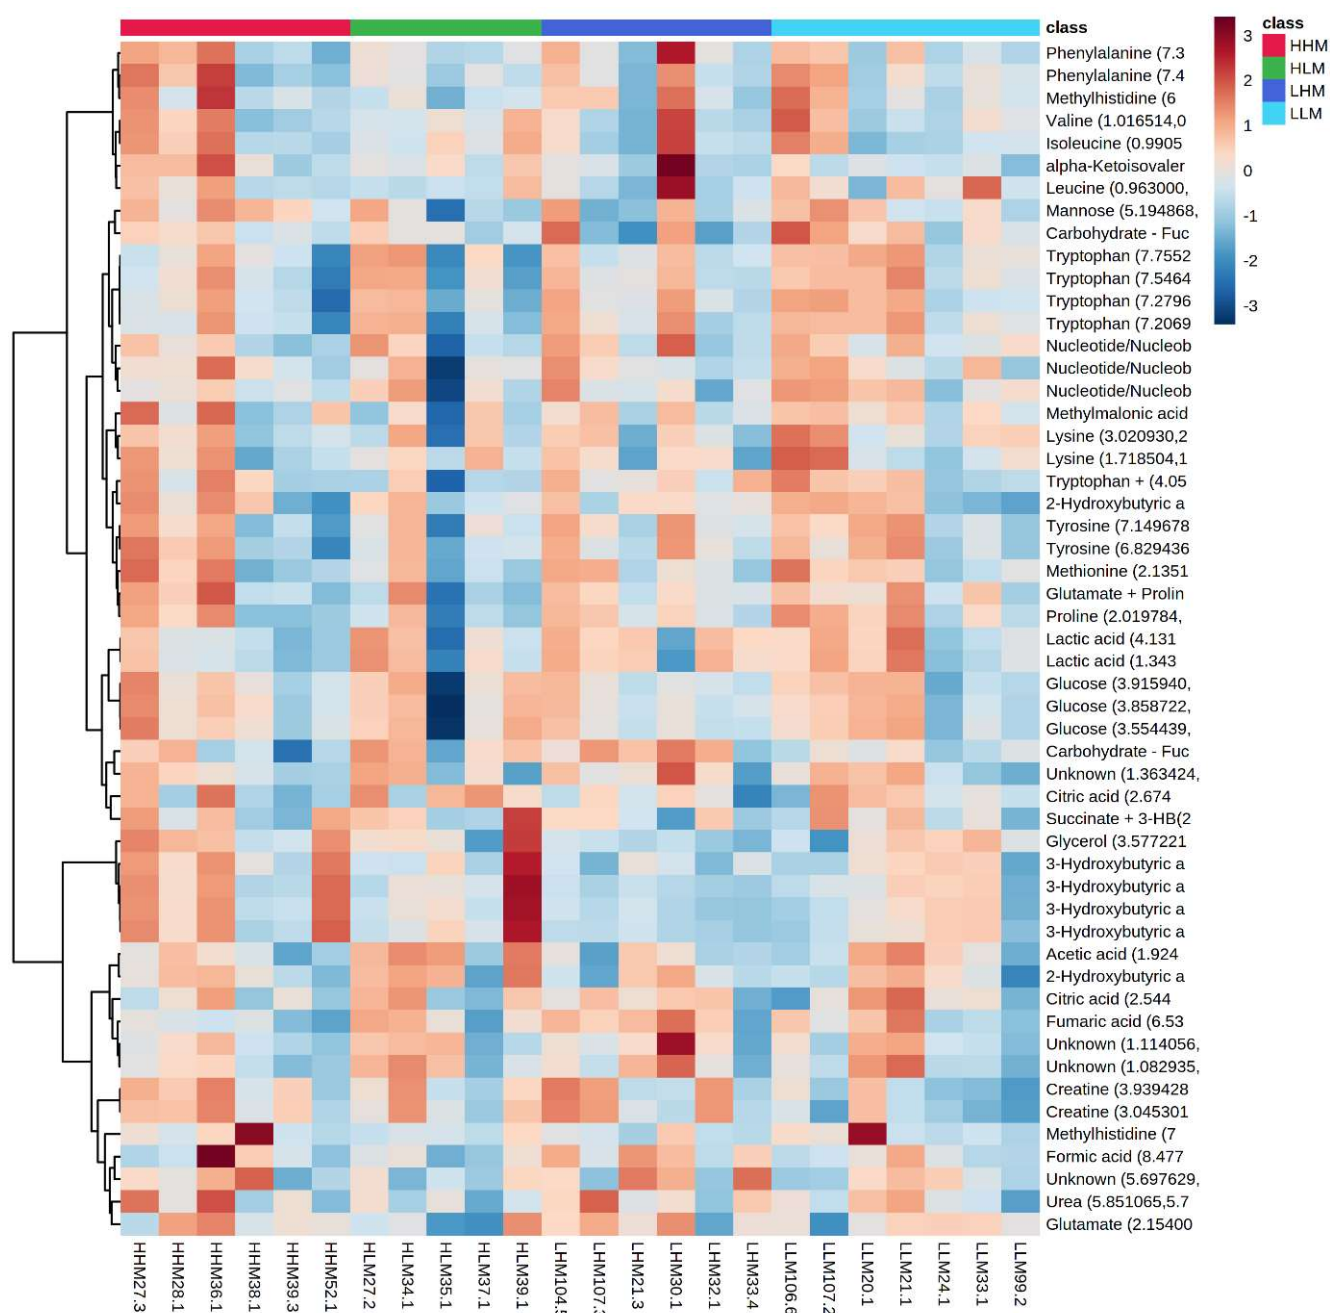 class
Phenylalanine (7.3
Phenylalanine (7.4
Methylhistidine (6
Valine (1.016514,0
Isoleucine (0.9905
alpha-Ketoisovaler
Leucine (0.963000,
Mannose (5.194868,
Carbohydrate - Fuc
Tryptophan (7.7552
Tryptophan (7.5464
Tryptophan (7.2796
Tryptophan (7.2069
Nucleotide/Nucleob
Nucleotide/Nucleob
Nucleotide/Nucleob
Methylmalonic acid
Lysine (3.020930,2
Lysine (1.718504,1
Tryptophan + (4.05
2-Hydroxybutyric a
Tyrosine (7.149678
Tyrosine (6.829436
Methionine (2.1351
Glutamate + Prolin
Proline (2.019784,
Lactic acid (4.131
Lactic acid (1.343
Glucose (3.915940,
Glucose (3.858722,
Glucose (3.554439,
Carbohydrate - Fuc
Unknown (1.363424,
Citric acid (2.674
Succinate + 3-HB(2
Glycerol (3.577221
3-Hydroxybutyric a
3-Hydroxybutyric a
3-Hydroxybutyric a
3-Hydroxybutyric a
Acetic acid (1.924
2-Hydroxybutyric a
Citric acid (2.544
Fumaric acid (6.53
Unknown (1.114056,
Unknown (1.082935,
Creatine (3.939428
Creatine (3.045301
Methylhistidine (7
Formic acid (8.477
Unknown (5.697629,
Urea (5.851065,5.7
Glutamate (2.15400
3
2
1
0
-1
-2
-3
class
HHM
HLM
LHM
LLM
HHM27.3
HHM28.1
HHM36.1
HHM38.1
HHM39.3
HHM52.1
HLM27.2
HLM34.1
HLM35.1
HLM37.1
HLM39.1
LHM104.5
LHM107.3
LHM21.3
LHM30.1
LHM32.1
LHM33.4
LLM106.6
LLM107.2
LLM20.1
LLM21.1
LLM24.1
LLM33.1
LLM99.2